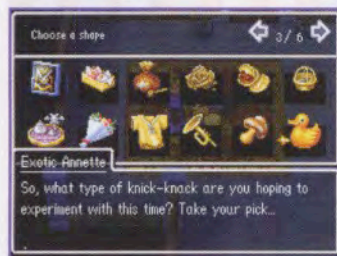 Choose a shape
3/6
Exotic Annette
So, what type of knick-knack are you hoping to
experiment with this time? Take your pick...